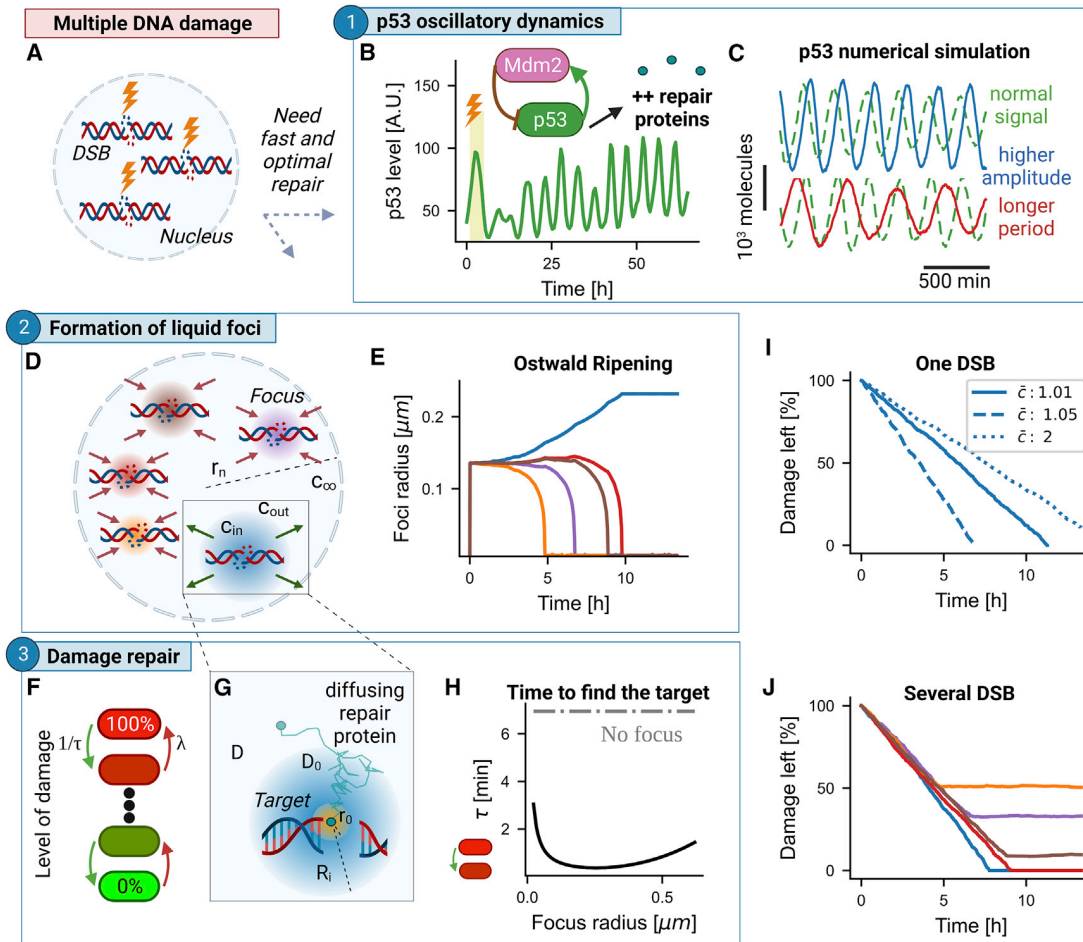 Multiple DNA damage
A
DSB
Nucleus
Need
fast and
optimal
repair
1
p53 oscillatory dynamics
B
p53 level [A.U.]
150
100
50
Mdm2
p53
++ repair
proteins
0
25
50
Time [h]
C
p53 numerical simulation
normal
signal
higher
amplitude
longer
period
10³ molecules
500 min
2
Formation of liquid foci
D
Focus
rₙ
c∞
c_out
c_in
E
Ostwald Ripening
Foci radius [μm]
0.2
0.1
0
5
10
Time [h]
I
One DSB
Damage left [%]
100
50
0
c̄ : 1.01
c̄ : 1.05
c̄ : 2
0
5
10
Time [h]
3
Damage repair
F
Level of damage
100%
1/τ
λ
0%
G
diffusing
repair
protein
D
D₀
Target
r₀
Rᵢ
H
Time to find the target
No focus
τ [min]
6
4
2
0.0
0.5
Focus radius [μm]
J
Several DSB
Damage left [%]
100
50
0
0
5
10
Time [h]